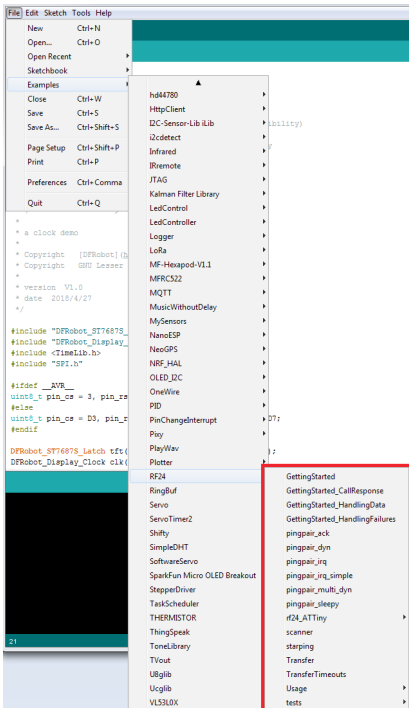 File Edit Sketch Tools Help
New Ctrl+N
Open... Ctrl+O
Open Recent
Sketchbook
Examples
Close Ctrl+W
Save Ctrl+S
Save As... Ctrl+Shift+S
Page Setup Ctrl+Shift+P
Print Ctrl+P
Preferences Ctrl+Comma
Quit Ctrl+Q
hd44780
HttpClient
I2C-Sensor-Lib iLib
i2cdetect
Infrared
IRremote
JTAG
Kalman Filter Library
LedControl
LedController
Logger
LoRa
MF-Hexapod-V1.1
MFRC522
MQTT
MusicWithoutDelay
MySensors
NanoESP
NeoGPS
NRF_HAL
OLED_I2C
OneWire
PID
PinChangeInterrupt
Pixy
PlayWav
Plotter
RF24
RingBuf
Servo
ServoTimer2
Shifty
SimpleDHT
SoftwareServo
SparkFun Micro OLED Breakout
StepperDriver
TaskScheduler
THERMISTOR
ThingSpeak
ToneLibrary
TVout
U8glib
Ucglib
VL53L0X
GettingStarted
GettingStarted_CallResponse
GettingStarted_HandlingData
GettingStarted_HandlingFailures
pingpair_ack
pingpair_dyn
pingpair_irq
pingpair_irq_simple
pingpair_multi_dyn
pingpair_sleepy
rf24_ATTiny
scanner
starping
Transfer
TransferTimeouts
Usage
tests
ibility)
*
* a clock demo
*
* Copyright [DFRobot](
* Copyright GNU Lesser
*
* version V1.0
* date 2018/4/27
*/
#include "DFRobot_ST7687S_
#include "DFRobot_Display_
#include <TimeLib.h>
#include "SPI.h"
#ifdef __AVR__
uint8_t pin_cs = 3, pin_rs
#else
uint8_t pin_cs = D3, pin_r D7;
#endif
DFRobot_ST7687S_Latch tft( );
DFRobot_Display_Clock clk(
21